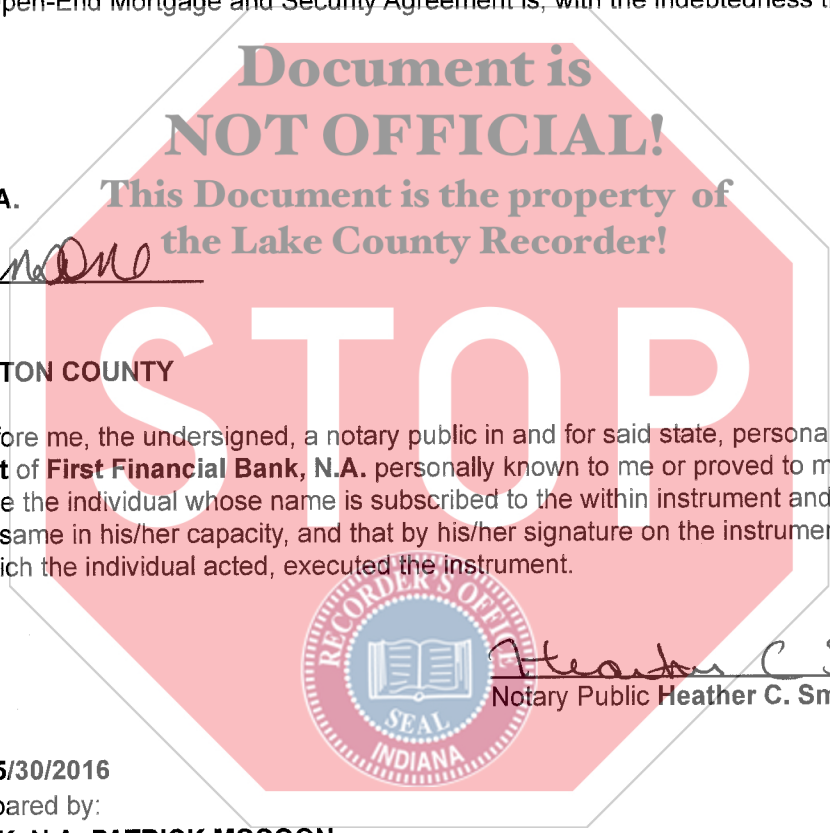 pen-End Mortgage and Security Agreement is, with the indebtedness t
Document is
NOT OFFICIAL!
This Document is the property of
the Lake County Recorder!
A.
STOP
TON COUNTY
fore me, the undersigned, a notary public in and for said state, persona
t of First Financial Bank, N.A. personally known to me or proved to m
e the individual whose name is subscribed to the within instrument and
same in his/her capacity, and that by his/her signature on the instrumen
ich the individual acted, executed the instrument.
RECORDER'S OFFICE
SEAL
INDIANA
Heather C. S
Notary Public Heather C. Sm
5/30/2016
pared by:
K, N.A. PATRICK MSCOON